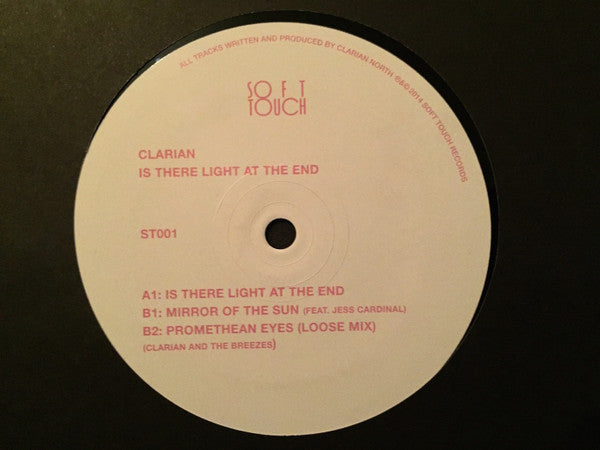 ALL TRACKS WRITTEN AND PRODUCED BY CLARIAN NORTH ℗&© 2014 SOFT TOUCH RECORDS
SOFT
TOUCH
CLARIAN
IS THERE LIGHT AT THE END
ST001
A1: IS THERE LIGHT AT THE END
B1: MIRROR OF THE SUN (FEAT. JESS CARDINAL)
B2: PROMETHEAN EYES (LOOSE MIX)
(CLARIAN AND THE BREEZES)